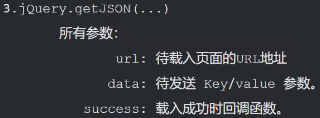 3.jQuery.getJSON(...)
所有参数:
url: 待载入页面的URL地址
data: 待发送 Key/value 参数。
success: 载入成功时回调函数。